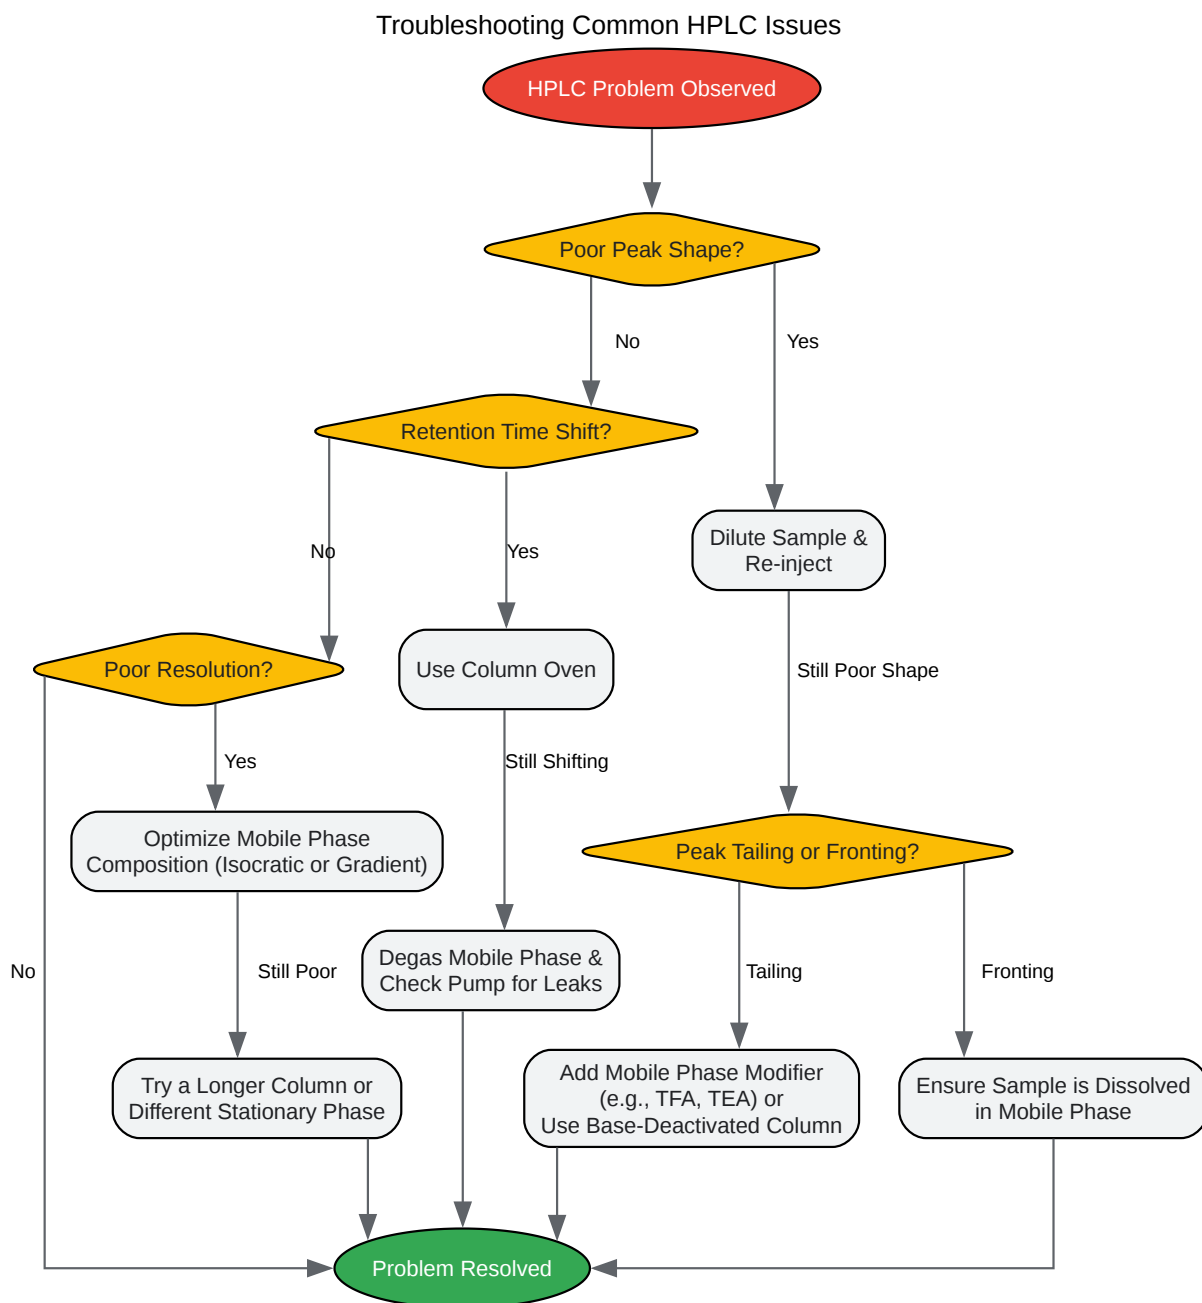 Troubleshooting Common HPLC Issues
HPLC Problem Observed
Poor Peak Shape?
No
Yes
Retention Time Shift?
No
Yes
Dilute Sample &
Re-inject
Poor Resolution?
Use Column Oven
Still Poor Shape
Yes
Still Shifting
Optimize Mobile Phase
Composition (Isocratic or Gradient)
Peak Tailing or Fronting?
No
Still Poor
Degas Mobile Phase &
Check Pump for Leaks
Tailing
Fronting
Try a Longer Column or
Different Stationary Phase
Add Mobile Phase Modifier
(e.g., TFA, TEA) or
Use Base-Deactivated Column
Ensure Sample is Dissolved
in Mobile Phase
Problem Resolved